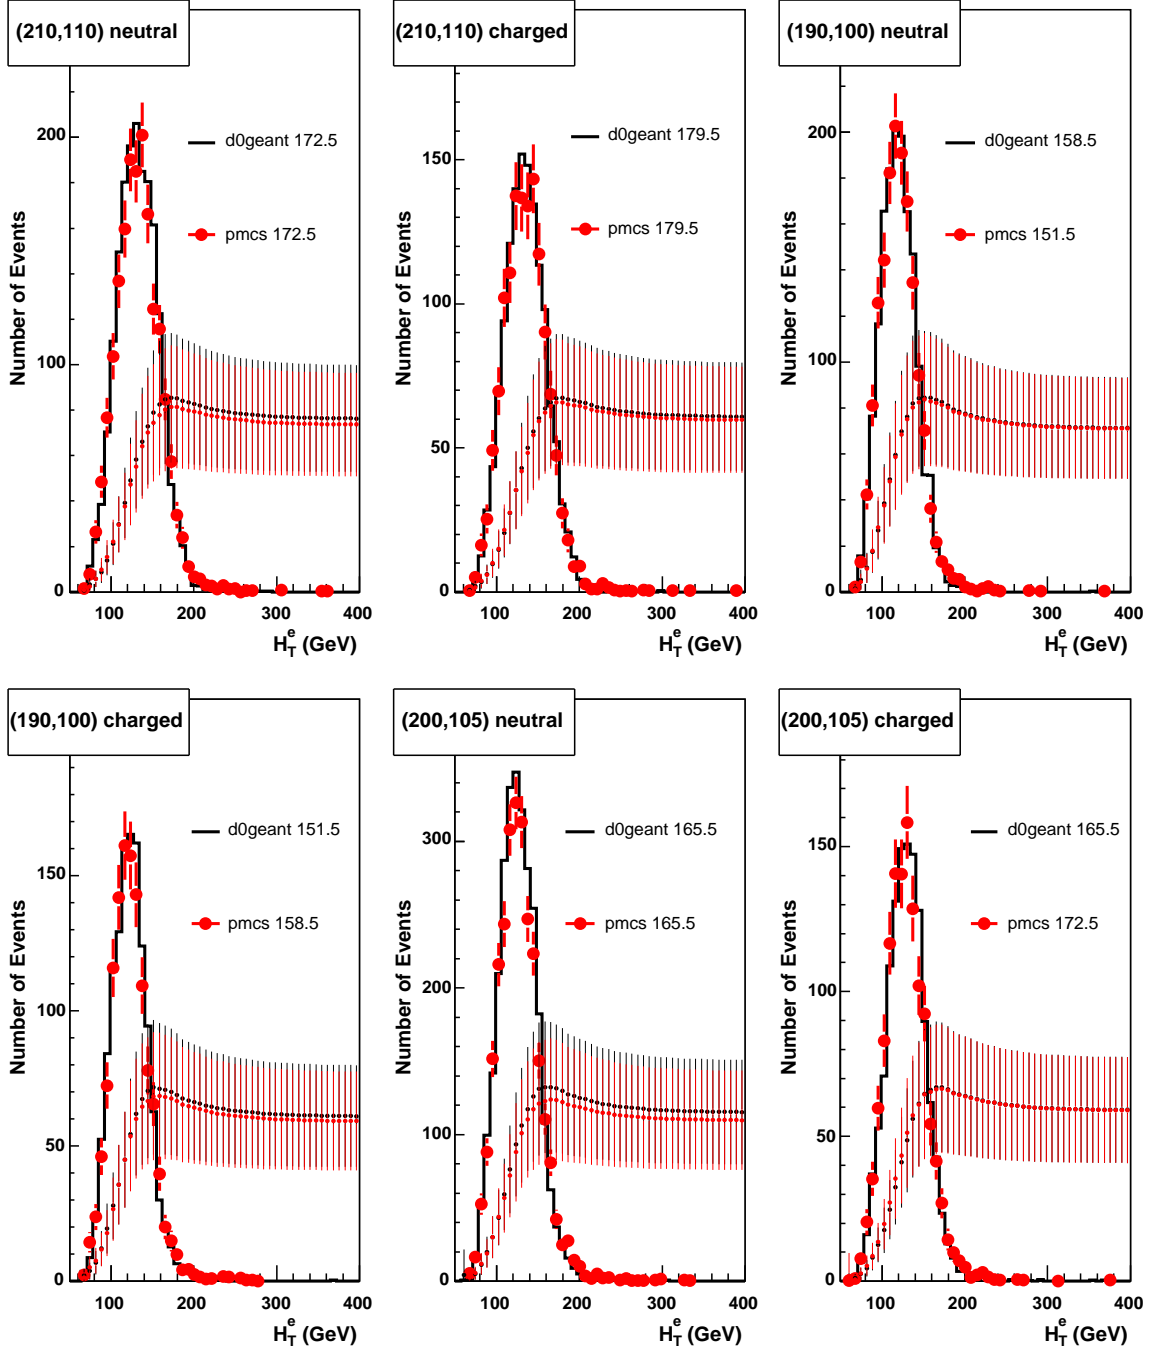 (210,110) neutral
d0geant 172.5
pmcs 172.5
Number of Events
0
100
200
100
200
300
400
H_T^e (GeV)
(210,110) charged
d0geant 179.5
pmcs 179.5
Number of Events
0
50
100
150
100
200
300
400
H_T^e (GeV)
(190,100) neutral
d0geant 158.5
pmcs 151.5
Number of Events
0
100
200
100
200
300
400
H_T^e (GeV)
(190,100) charged
d0geant 151.5
pmcs 158.5
Number of Events
0
50
100
150
100
200
300
400
H_T^e (GeV)
(200,105) neutral
d0geant 165.5
pmcs 165.5
Number of Events
0
100
200
300
100
200
300
400
H_T^e (GeV)
(200,105) charged
d0geant 165.5
pmcs 172.5
Number of Events
0
50
100
150
100
200
300
400
H_T^e (GeV)